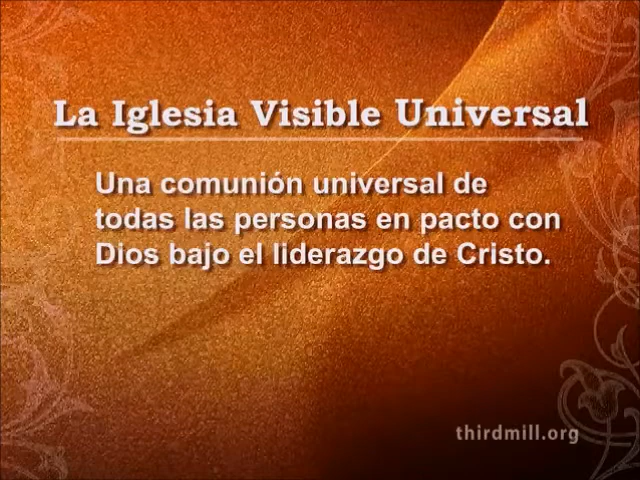 La Iglesia Visible Universal
Una comunión universal de
todas las personas en pacto con
Dios bajo el liderazgo de Cristo.
thirdmill.org